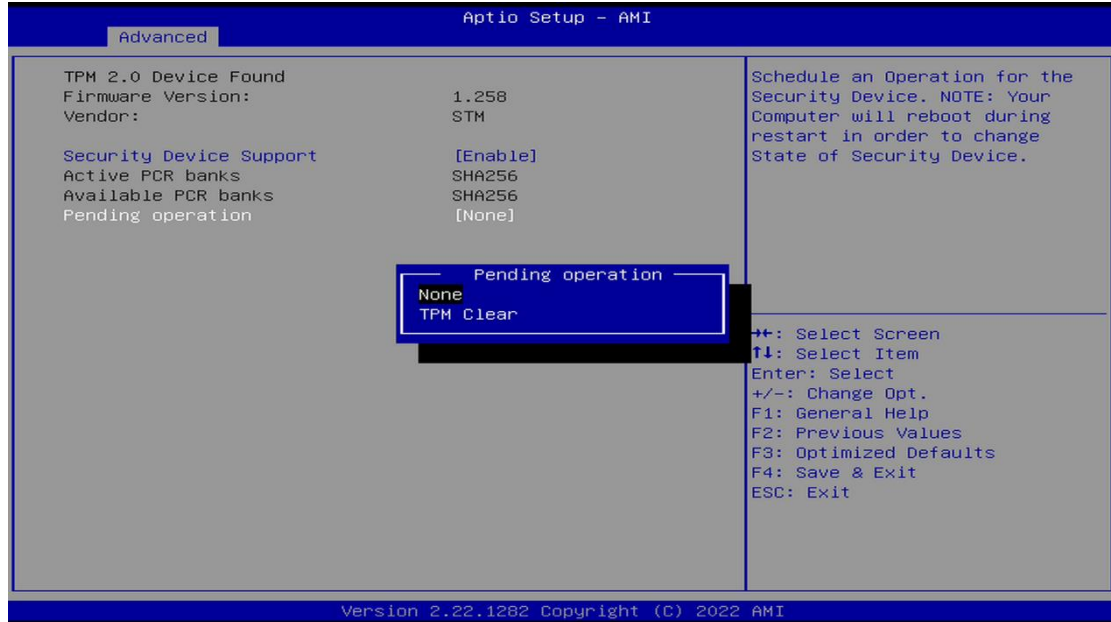 Aptio Setup – AMI
Advanced
TPM 2.0 Device Found
Firmware Version: 1.258
Vendor: STM
Security Device Support [Enable]
Active PCR banks SHA256
Available PCR banks SHA256
Pending operation [None]
Pending operation
None
TPM Clear
Schedule an Operation for the
Security Device. NOTE: Your
Computer will reboot during
restart in order to change
State of Security Device.
→←: Select Screen
↑↓: Select Item
Enter: Select
+/-: Change Opt.
F1: General Help
F2: Previous Values
F3: Optimized Defaults
F4: Save & Exit
ESC: Exit
Version 2.22.1282 Copyright (C) 2022 AMI